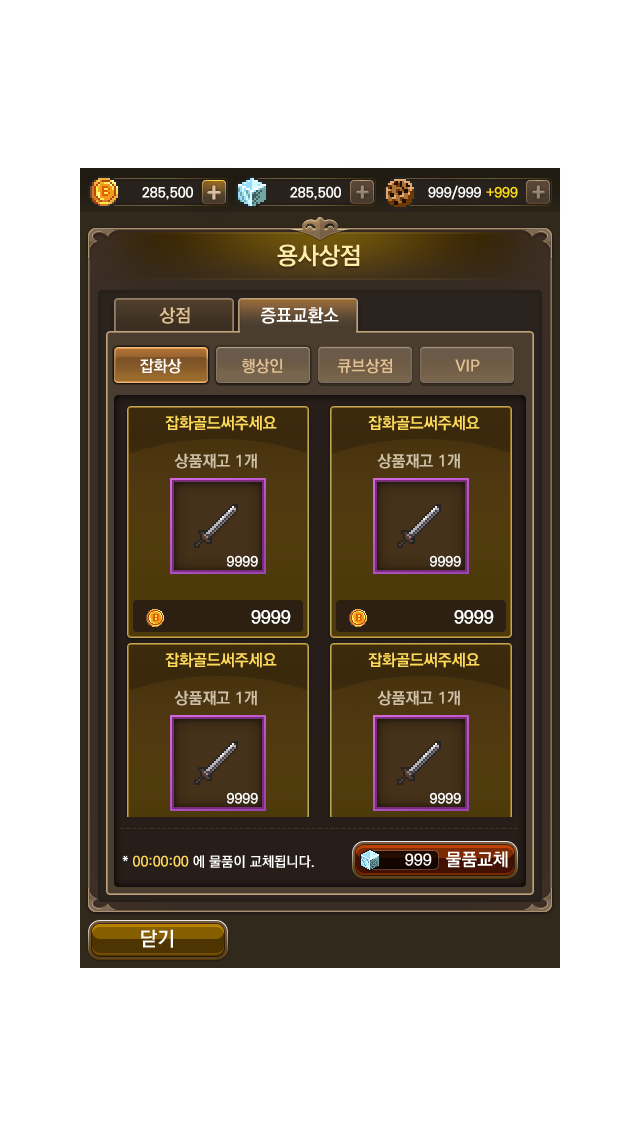 285,500 285,500 999/999 +999
용사상점
상점 증표교환소
잡화상 행상인 큐브상점 VIP
잡화골드써주세요 잡화골드써주세요
상품재고 1개 상품재고 1개
9999 9999
9999 9999
잡화골드써주세요 잡화골드써주세요
상품재고 1개 상품재고 1개
9999 9999
* 00:00:00 에 물품이 교체됩니다. 999 물품교체
닫기